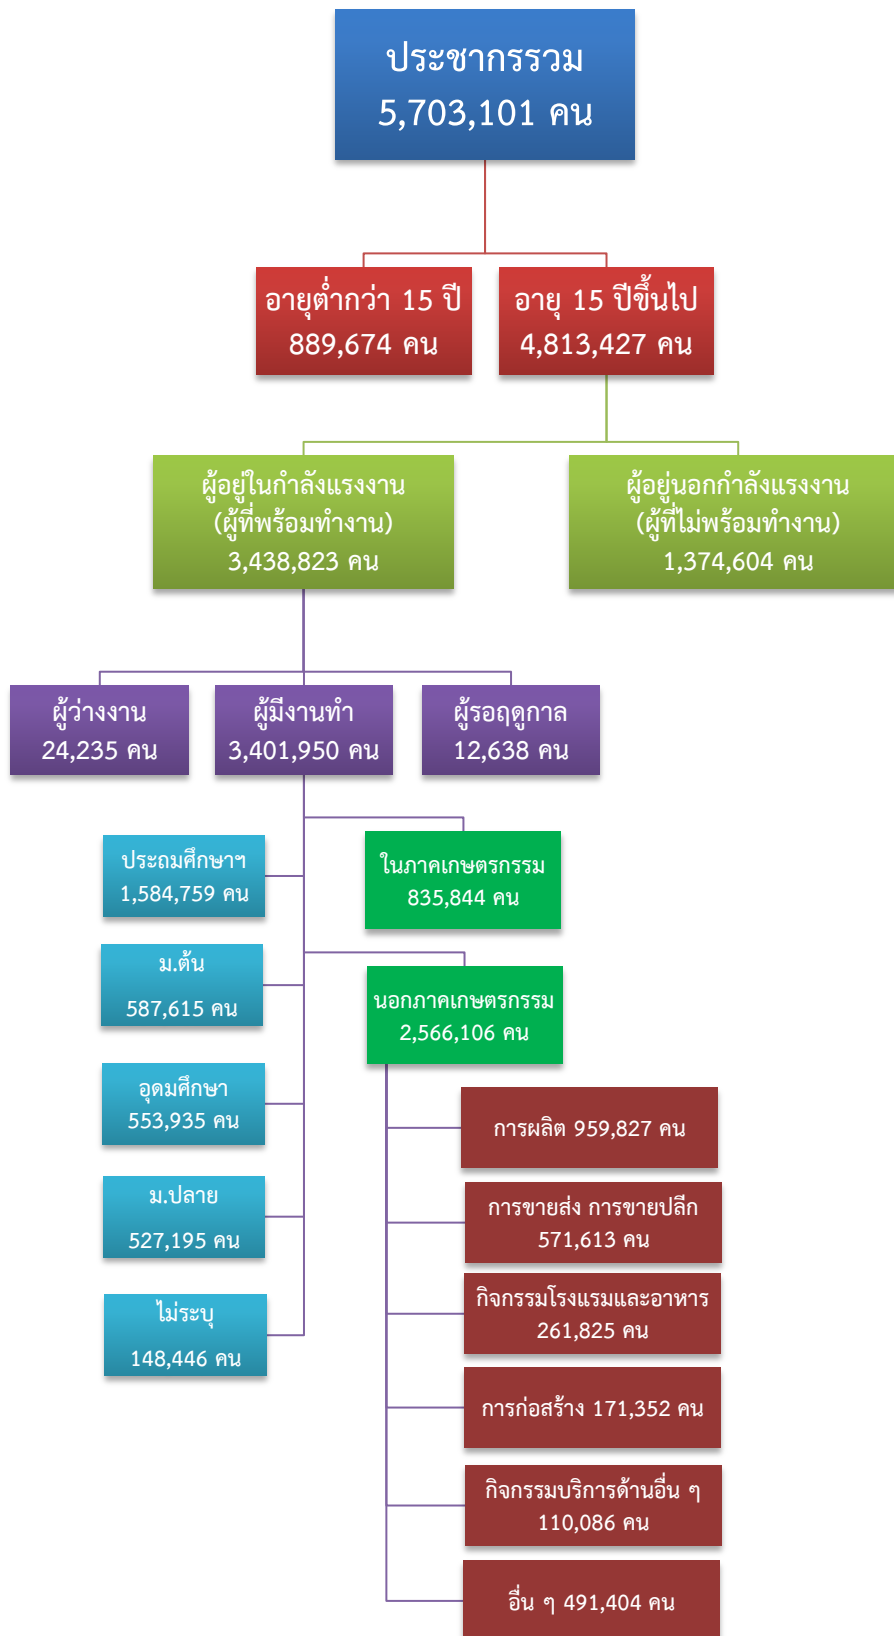 ประชากรรวม
5,703,101 คน
อายุต่ำกว่า 15 ปี
889,674 คน
อายุ 15 ปีขึ้นไป
4,813,427 คน
ผู้อยู่ในกำลังแรงงาน
(ผู้ที่พร้อมทำงาน)
3,438,823 คน
ผู้อยู่นอกกำลังแรงงาน
(ผู้ที่ไม่พร้อมทำงาน)
1,374,604 คน
ผู้ว่างงาน
24,235 คน
ผู้มีงานทำ
3,401,950 คน
ผู้รอฤดูกาล
12,638 คน
ประถมศึกษาฯ
1,584,759 คน
ม.ต้น
587,615 คน
อุดมศึกษา
553,935 คน
ม.ปลาย
527,195 คน
ไม่ระบุ
148,446 คน
ในภาคเกษตรกรรม
835,844 คน
นอกภาคเกษตรกรรม
2,566,106 คน
การผลิต 959,827 คน
การขายส่ง การขายปลีก
571,613 คน
กิจกรรมโรงแรมและอาหาร
261,825 คน
การก่อสร้าง 171,352 คน
กิจกรรมบริการด้านอื่น ๆ
110,086 คน
อื่น ๆ 491,404 คน